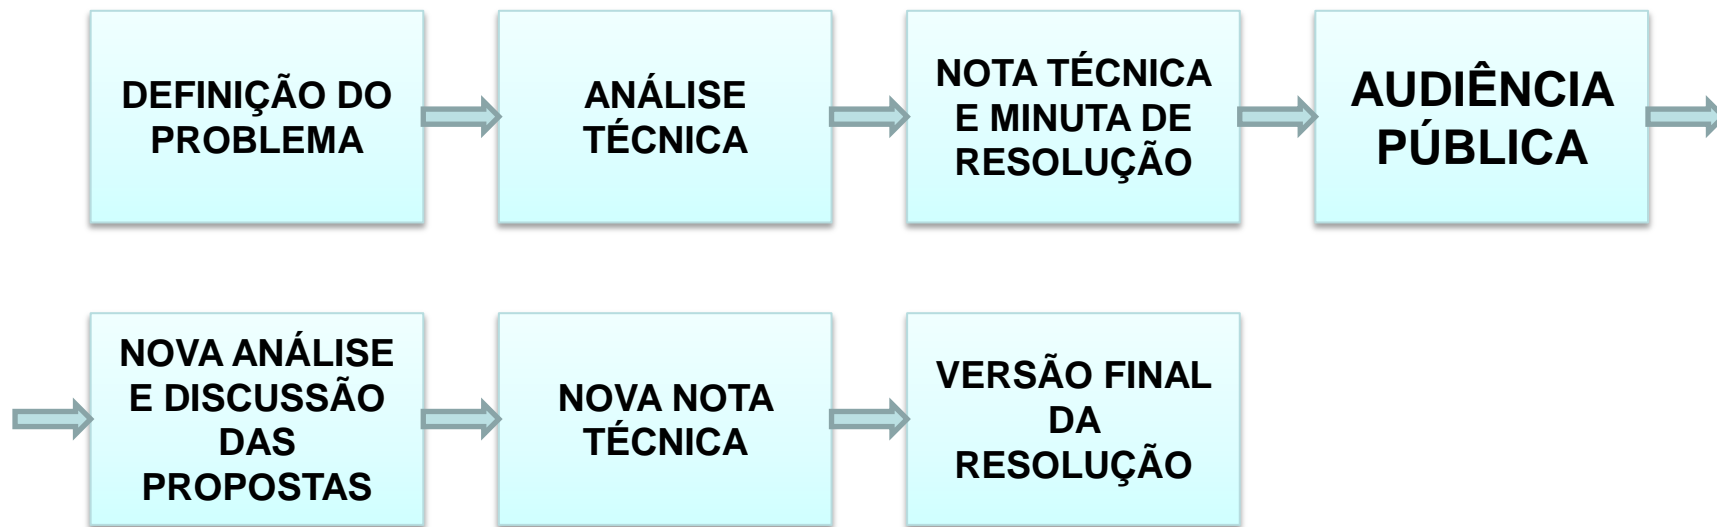 DEFINIÇÃO DO
PROBLEMA
ANÁLISE
TÉCNICA
NOTA TÉCNICA
E MINUTA DE
RESOLUÇÃO
AUDIÊNCIA
PÚBLICA
NOVA ANÁLISE
E DISCUSSÃO
DAS
PROPOSTAS
NOVA NOTA
TÉCNICA
VERSÃO FINAL
DA
RESOLUÇÃO